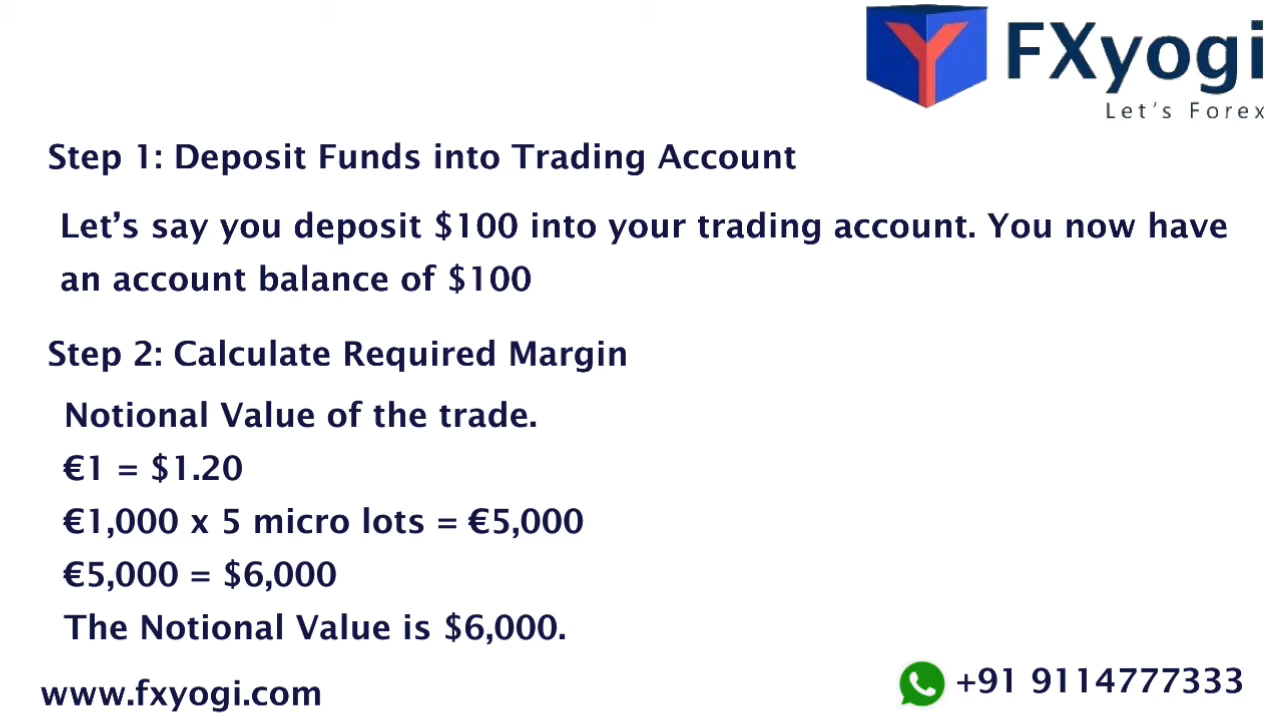 FXyogi
Let's Forex
Step 1: Deposit Funds into Trading Account
Let’s say you deposit $100 into your trading account. You now have
an account balance of $100
Step 2: Calculate Required Margin
Notional Value of the trade.
€1 = $1.20
€1,000 x 5 micro lots = €5,000
€5,000 = $6,000
The Notional Value is $6,000.
www.fxyogi.com
+91 9114777333